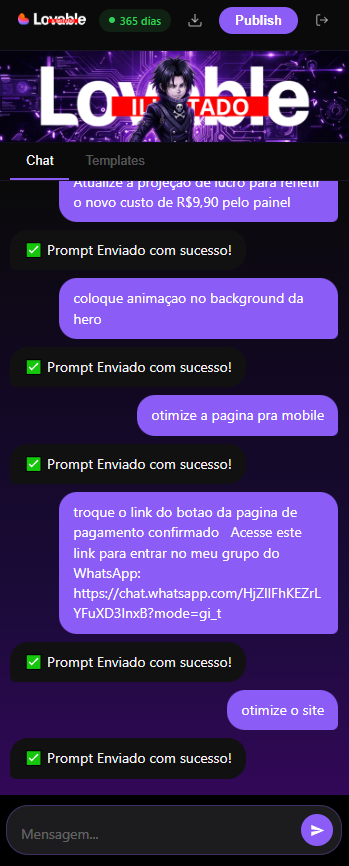 Lovable
365 dias
Publish
Lovable
ILIMITADO
Chat
Templates
Atualize a projeção de lucro para refletir
o novo custo de R$9,90 pelo painel
Prompt Enviado com sucesso!
coloque animaçao no background da
hero
Prompt Enviado com sucesso!
otimize a pagina pra mobile
Prompt Enviado com sucesso!
troque o link do botao da pagina de
pagamento confirmado Acesse este
link para entrar no meu grupo do
WhatsApp:
https://chat.whatsapp.com/HjZllFhKEZrL
YFuXD3InxB?mode=gi_t
Prompt Enviado com sucesso!
otimize o site
Prompt Enviado com sucesso!
Mensagem...